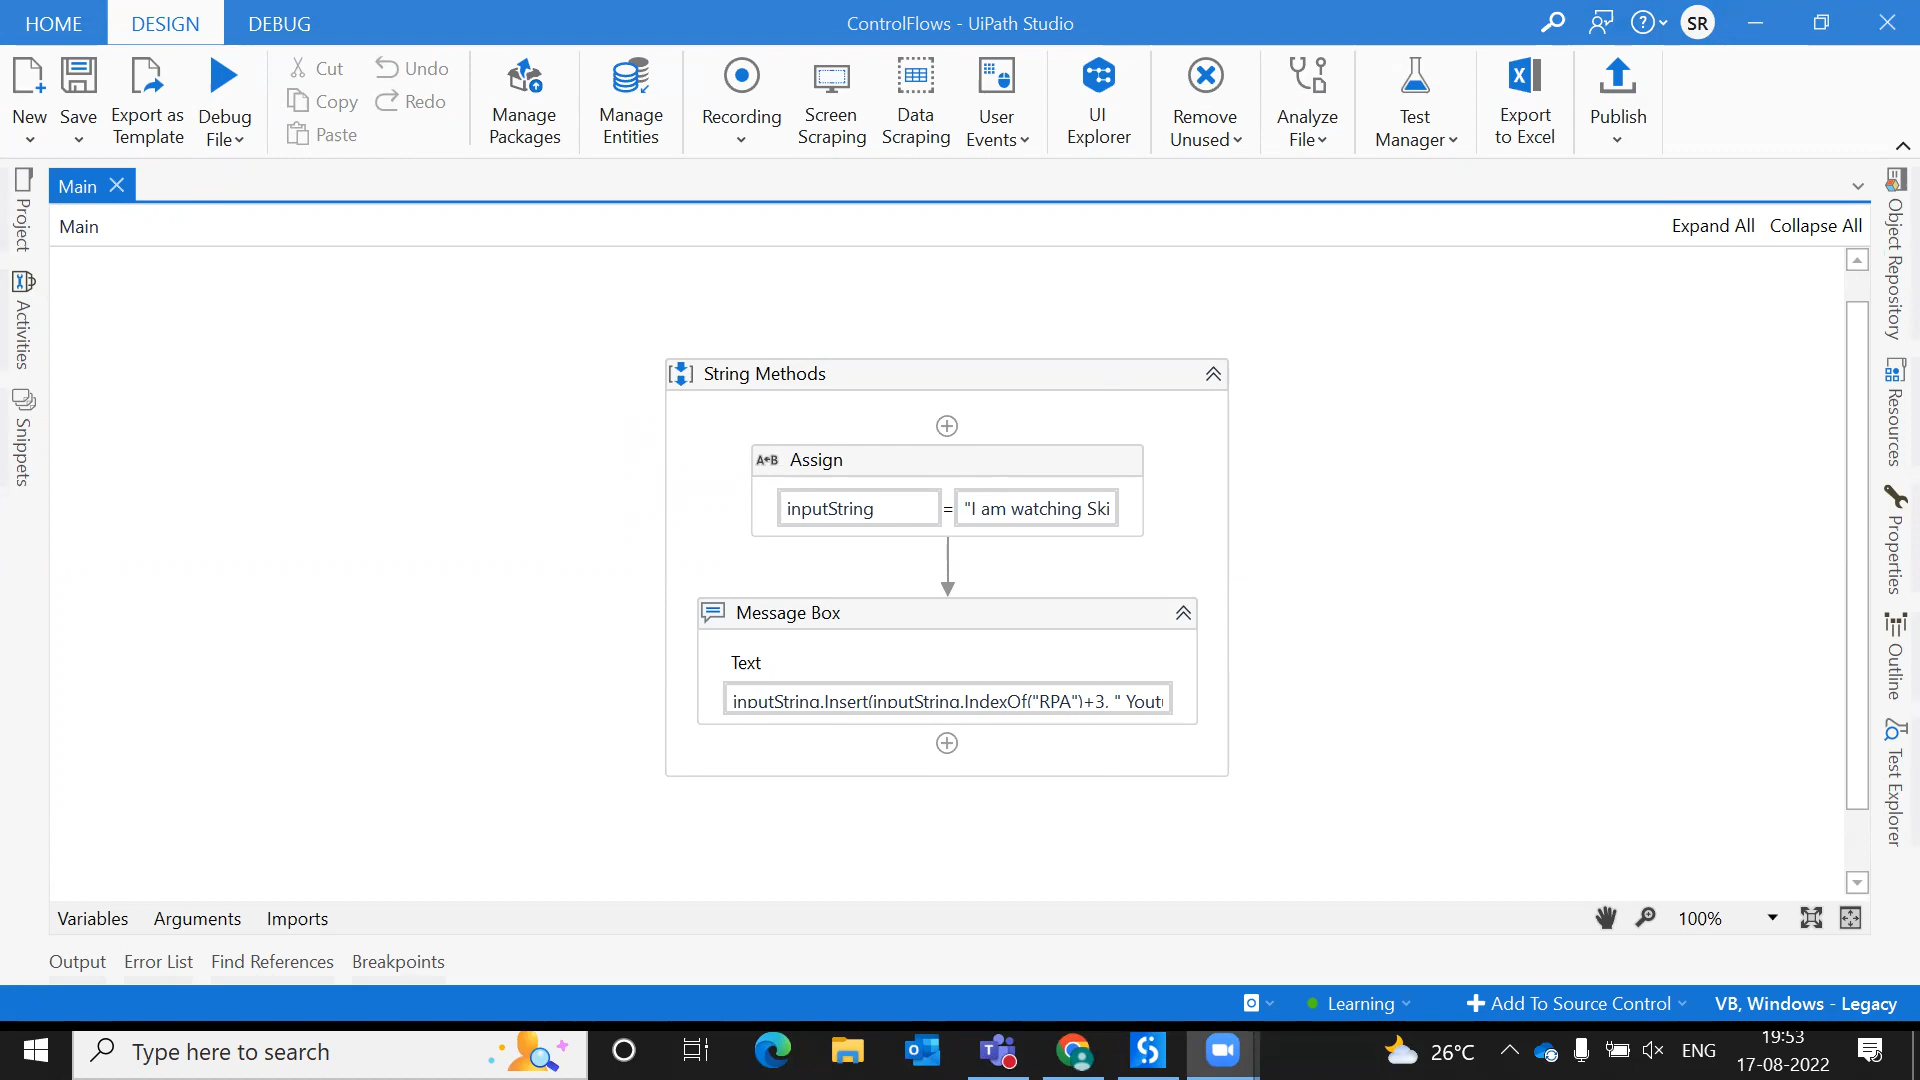 HOME DESIGN DEBUG ControlFlows - UiPath Studio SR
New Save Export as Template Debug File
Cut Undo
Copy Redo
Paste
Manage Packages Manage Entities Recording Screen Scraping Data Scraping User Events UI Explorer Remove Unused Analyze File Test Manager Export to Excel Publish
Main
Main Expand All Collapse All
Project
Activities
Snippets
String Methods
A B Assign
inputString = "I am watching Ski
Message Box
Text
inputString.Insert(inputString.IndexOf("RPA")+3, " Yout
Object Repository
Resources
Properties
Outline
Test Explorer
Variables Arguments Imports 100%
Output Error List Find References Breakpoints
Learning Add To Source Control VB, Windows - Legacy
Type here to search 26°C ENG 19:53
17-08-2022